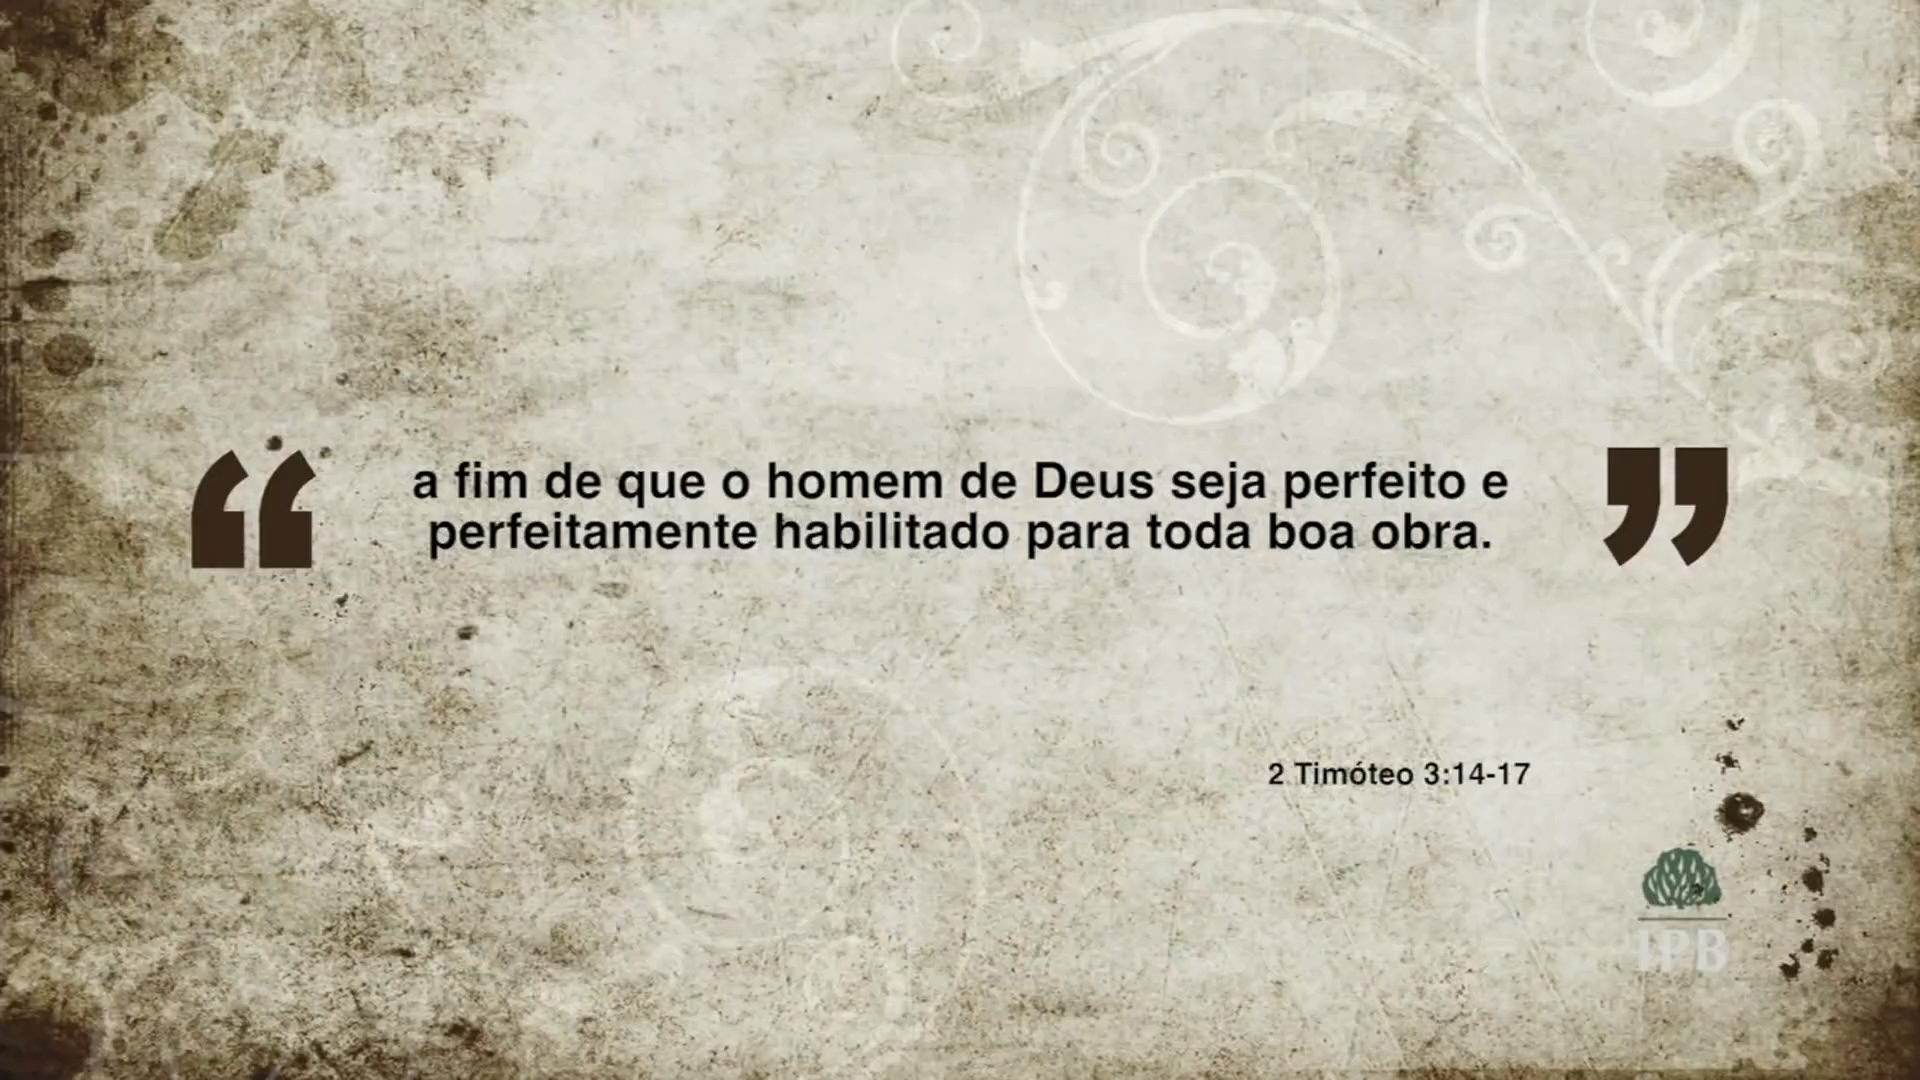 “ a fim de que o homem de Deus seja perfeito e ”
perfeitamente habilitado para toda boa obra.
2 Timóteo 3:14-17
IPB